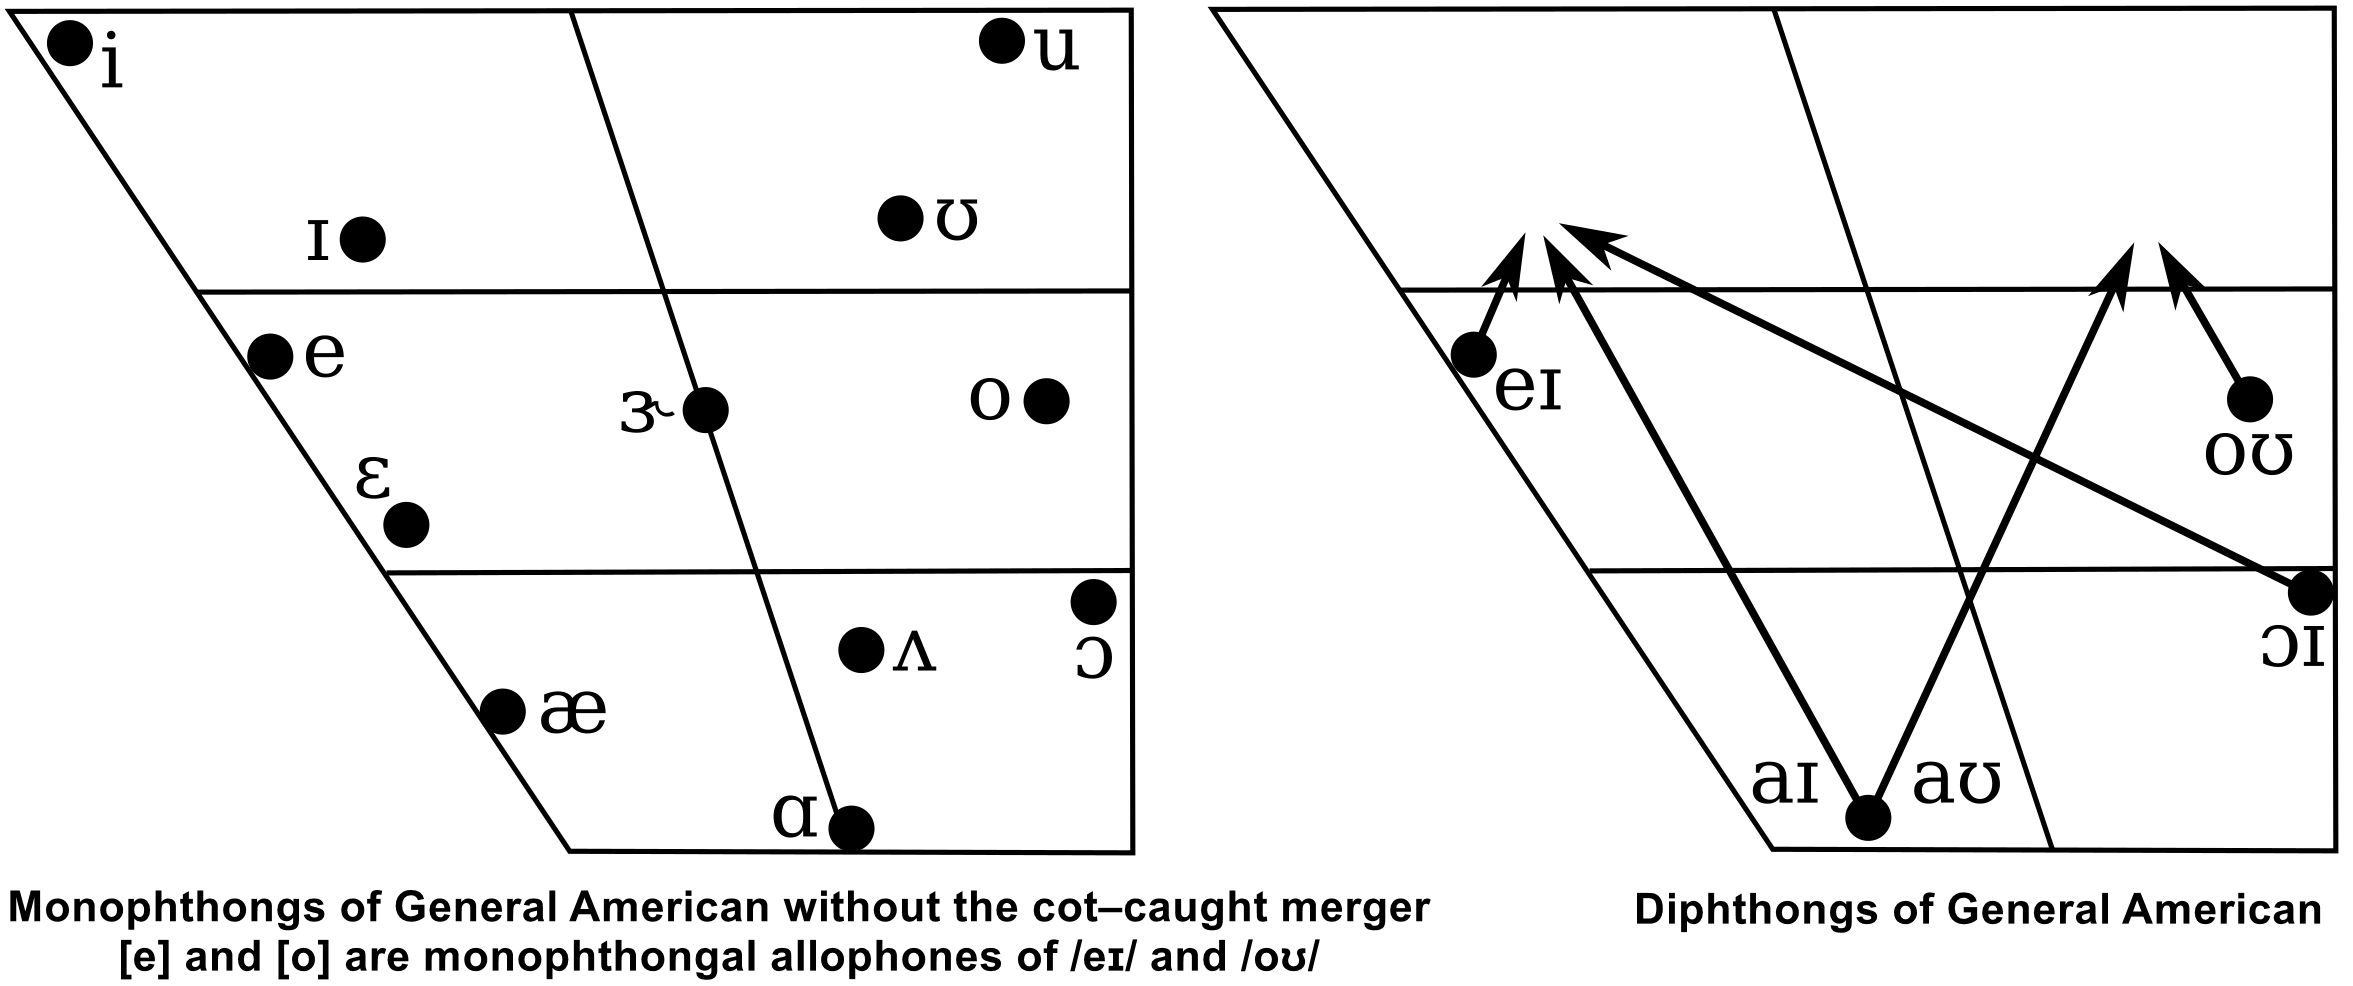 i
u
ɪ
ʊ
e
ɝ
o
ɛ
ʌ
ɔ
æ
ɑ
eɪ
oʊ
ɔɪ
aɪ
aʊ
Monophthongs of General American without the cot–caught merger
[e] and [o] are monophthongal allophones of /eɪ/ and /oʊ/
Diphthongs of General American